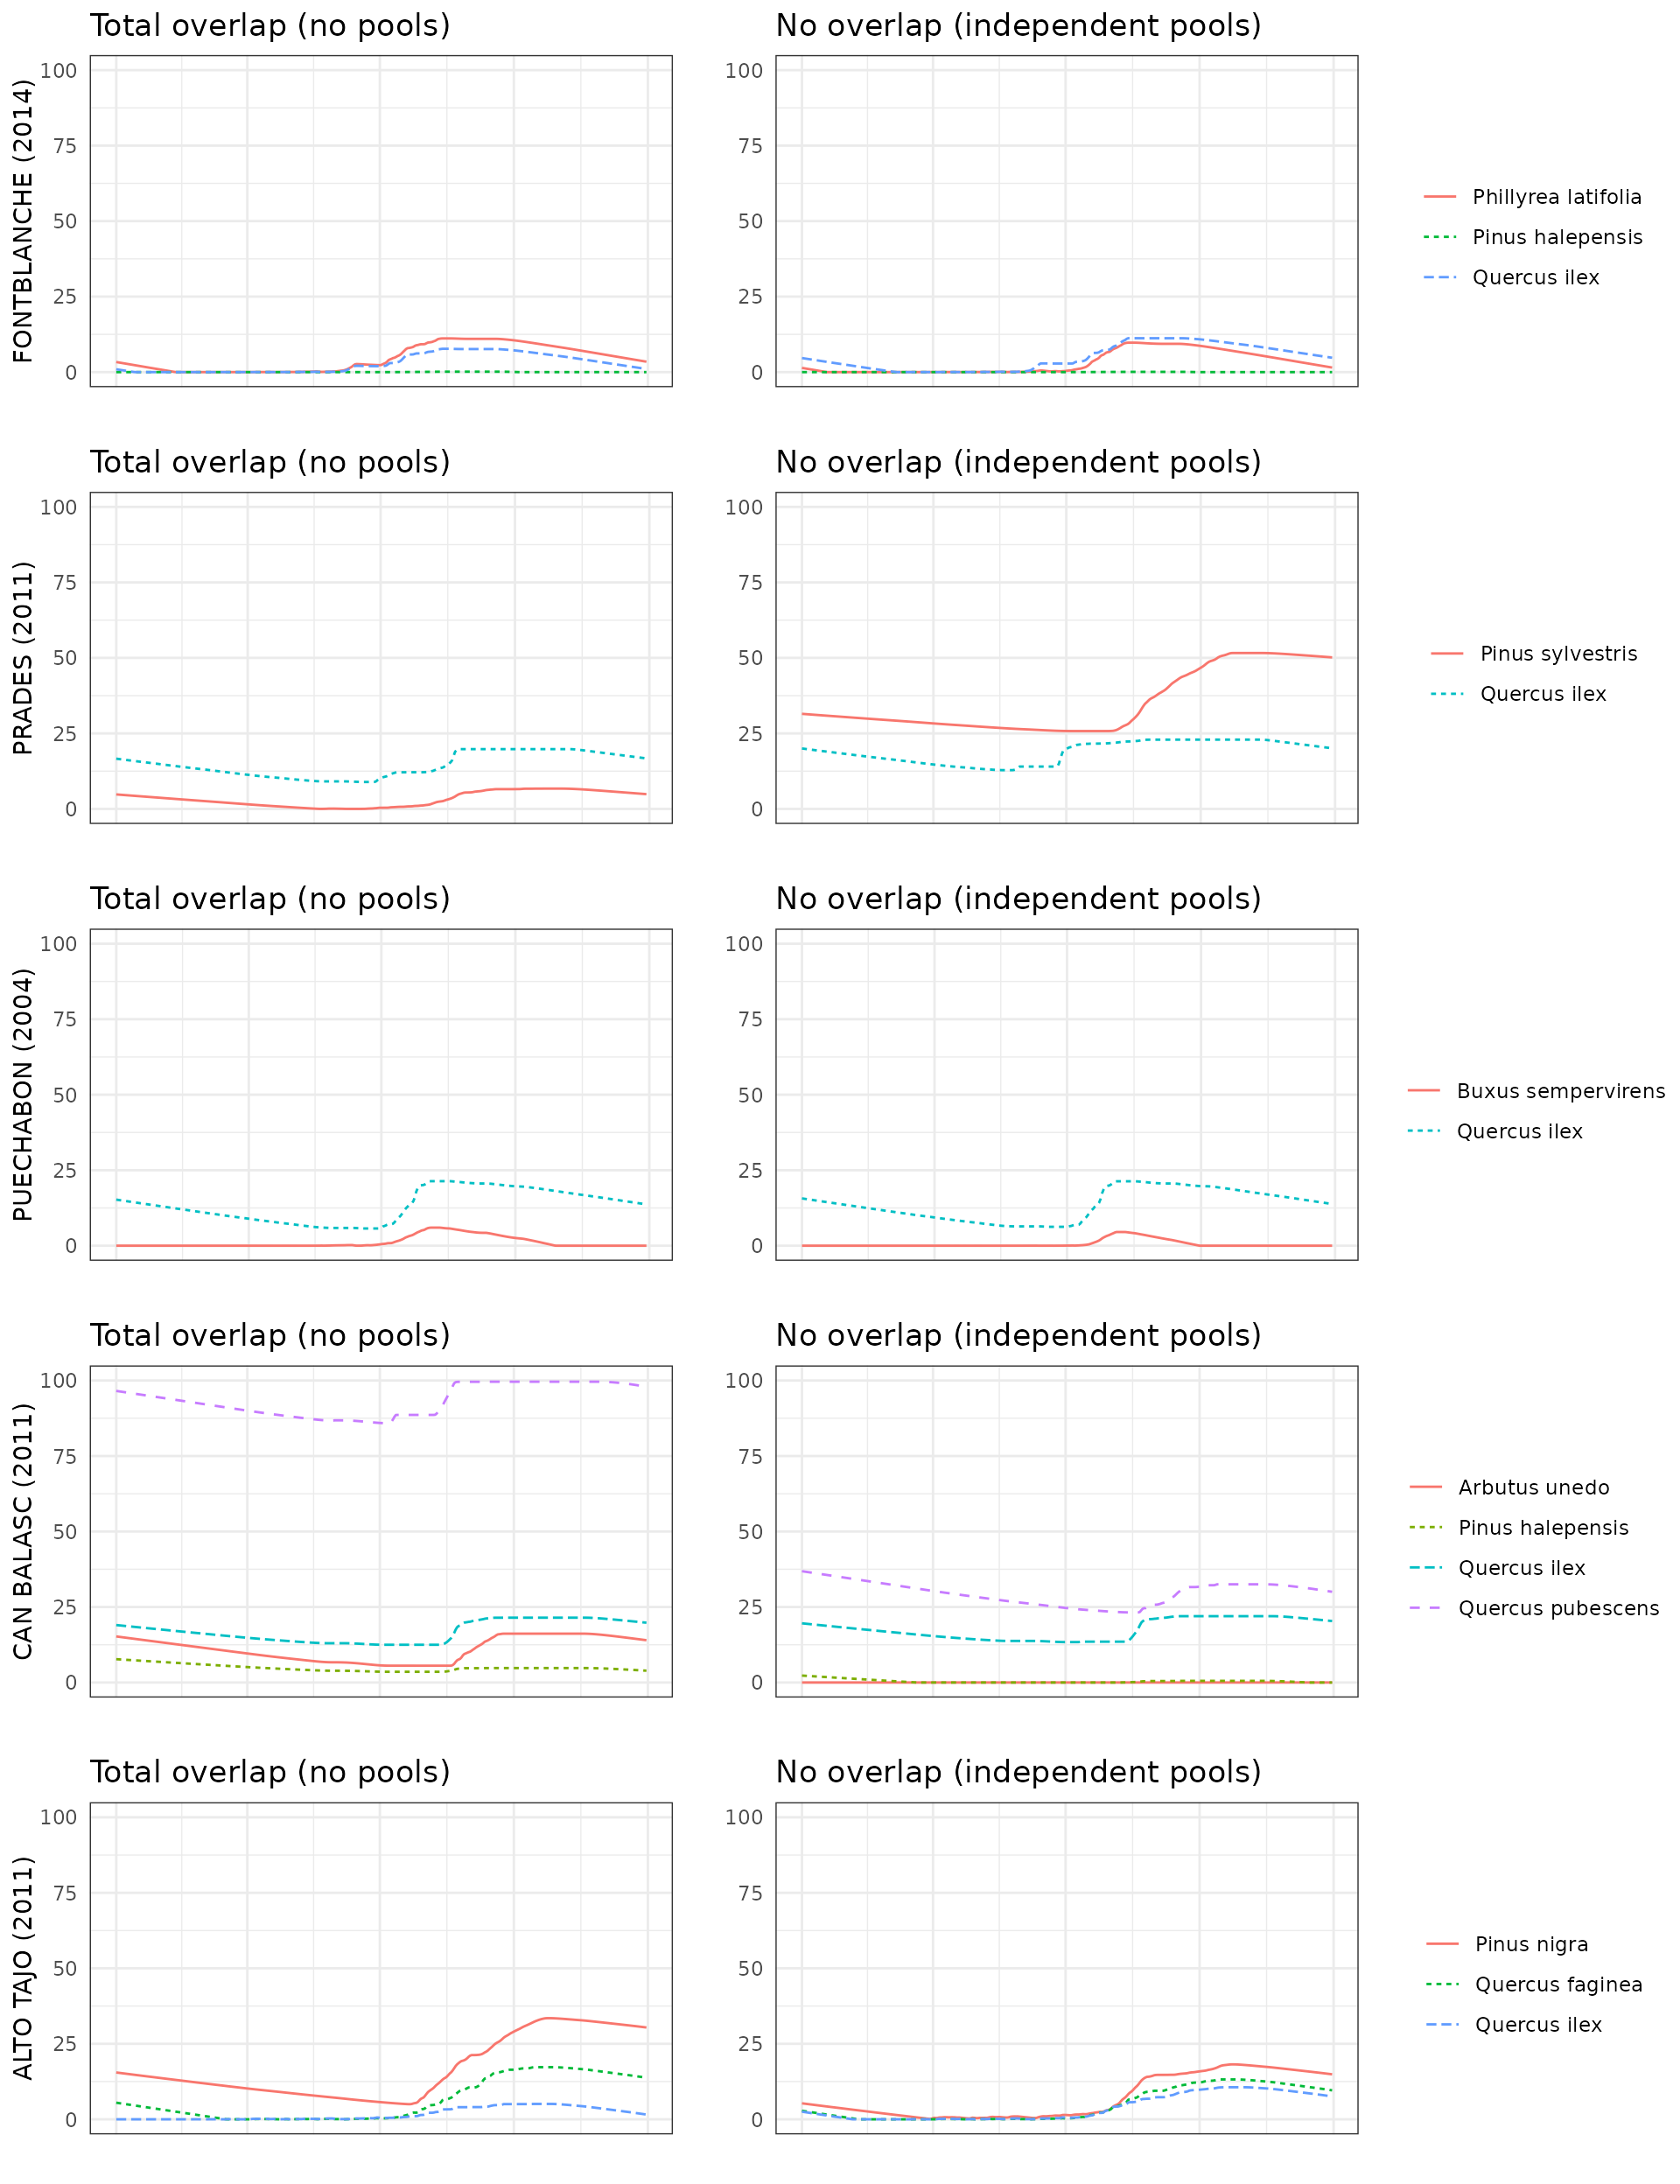 Total overlap (no pools)
No overlap (independent pools)
FONTBLANCHE (2014)
100
75
50
25
0
100
75
50
25
0
Phillyrea latifolia
Pinus halepensis
Quercus ilex
Total overlap (no pools)
No overlap (independent pools)
PRADES (2011)
100
75
50
25
0
100
75
50
25
0
Pinus sylvestris
Quercus ilex
Total overlap (no pools)
No overlap (independent pools)
PUECHABON (2004)
100
75
50
25
0
100
75
50
25
0
Buxus sempervirens
Quercus ilex
Total overlap (no pools)
No overlap (independent pools)
CAN BALASC (2011)
100
75
50
25
0
100
75
50
25
0
Arbutus unedo
Pinus halepensis
Quercus ilex
Quercus pubescens
Total overlap (no pools)
No overlap (independent pools)
ALTO TAJO (2011)
100
75
50
25
0
100
75
50
25
0
Pinus nigra
Quercus faginea
Quercus ilex